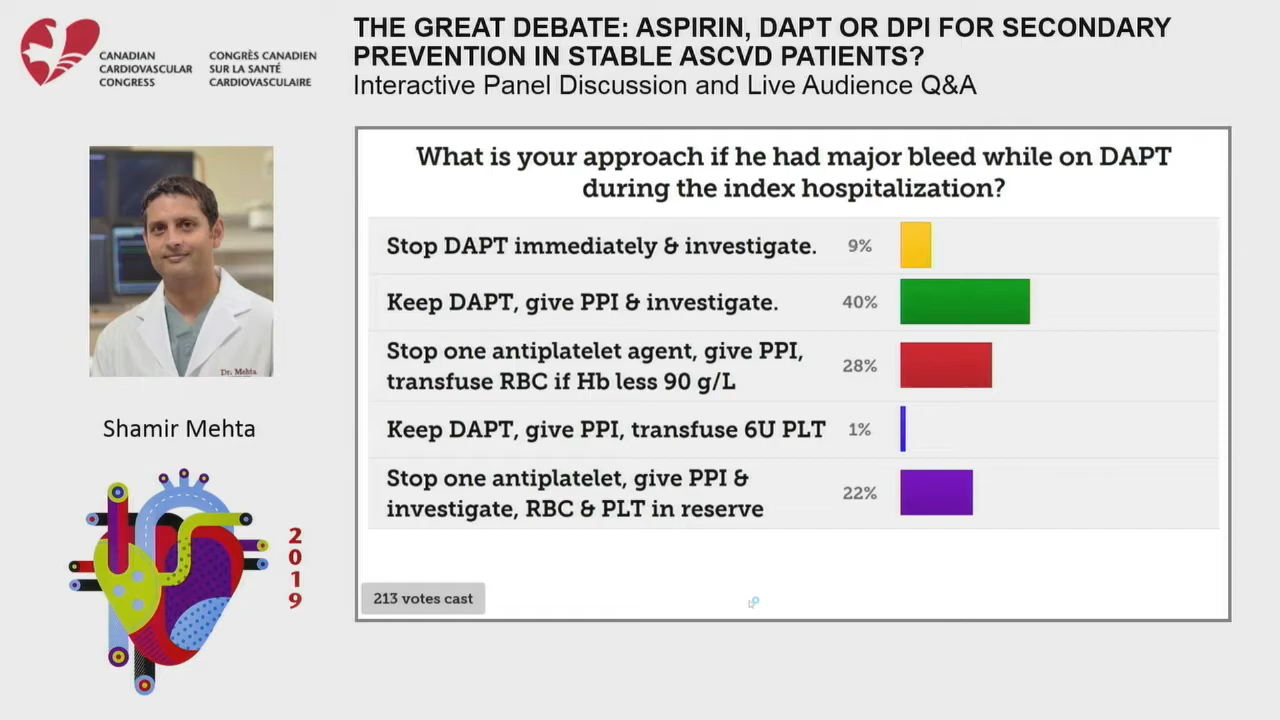 CANADIAN
CARDIOVASCULAR
CONGRESS
CONGRÈS CANADIEN
SUR LA SANTÉ
CARDIOVASCULAIRE
THE GREAT DEBATE: ASPIRIN, DAPT OR DPI FOR SECONDARY
PREVENTION IN STABLE ASCVD PATIENTS?
Interactive Panel Discussion and Live Audience Q&A
Dr. Mehta
Shamir Mehta
2019
What is your approach if he had major bleed while on DAPT
during the index hospitalization?
Stop DAPT immediately & investigate. 9%
Keep DAPT, give PPI & investigate. 40%
Stop one antiplatelet agent, give PPI,
transfuse RBC if Hb less 90 g/L 28%
Keep DAPT, give PPI, transfuse 6U PLT 1%
Stop one antiplatelet, give PPI &
investigate, RBC & PLT in reserve 22%
213 votes cast